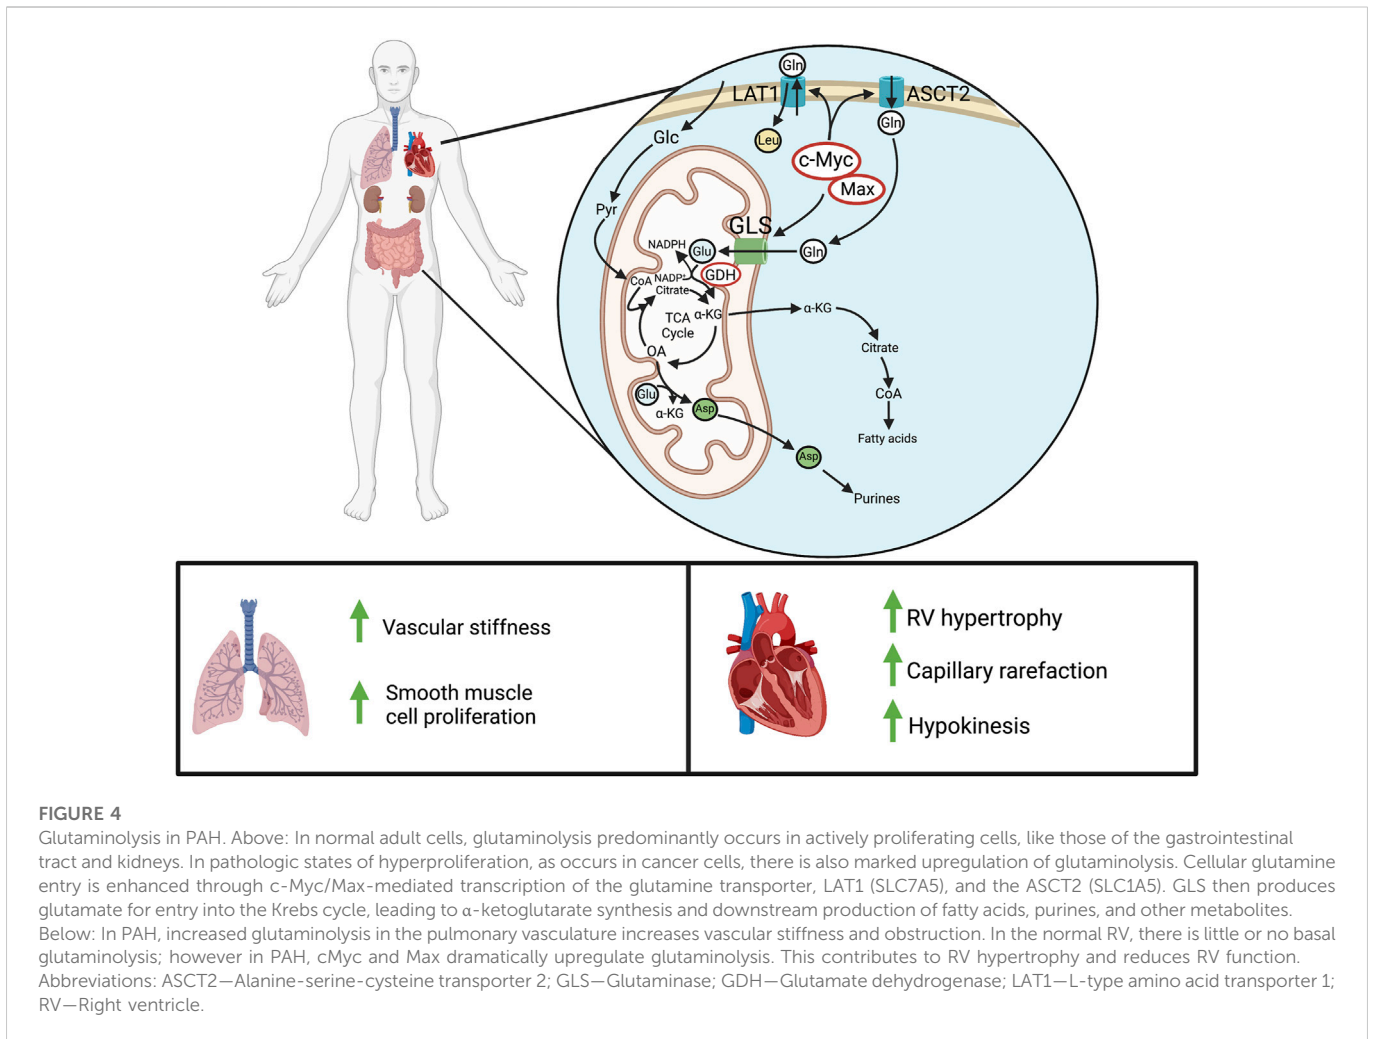 Gln
LAT1
ASCT2
Gln
Leu
Glc
c-Myc
Max
Pyr
GLS
NADPH
Glu
Gln
GDH
CoA
NADP⁺
Citrate
TCA
Cycle
α-KG
α-KG
OA
Citrate
Glu
α-KG
Asp
CoA
Fatty acids
Asp
Purines
Vascular stiffness
Smooth muscle
cell proliferation
RV hypertrophy
Capillary rarefaction
Hypokinesis
FIGURE 4
Glutaminolysis in PAH. Above: In normal adult cells, glutaminolysis predominantly occurs in actively proliferating cells, like those of the gastrointestinal
tract and kidneys. In pathologic states of hyperproliferation, as occurs in cancer cells, there is also marked upregulation of glutaminolysis. Cellular glutamine
entry is enhanced through c-Myc/Max-mediated transcription of the glutamine transporter, LAT1 (SLC7A5), and the ASCT2 (SLC1A5). GLS then produces
glutamate for entry into the Krebs cycle, leading to α-ketoglutarate synthesis and downstream production of fatty acids, purines, and other metabolites.
Below: In PAH, increased glutaminolysis in the pulmonary vasculature increases vascular stiffness and obstruction. In the normal RV, there is little or no basal
glutaminolysis; however in PAH, cMyc and Max dramatically upregulate glutaminolysis. This contributes to RV hypertrophy and reduces RV function.
Abbreviations: ASCT2—Alanine-serine-cysteine transporter 2; GLS—Glutaminase; GDH—Glutamate dehydrogenase; LAT1—L-type amino acid transporter 1;
RV—Right ventricle.